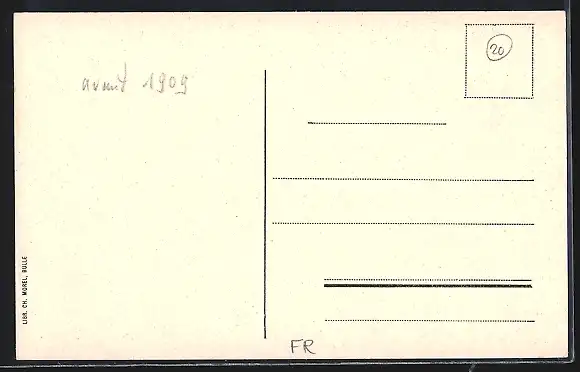 avant 1909
20
LIBR. CH. MOREL, BULLE
FR